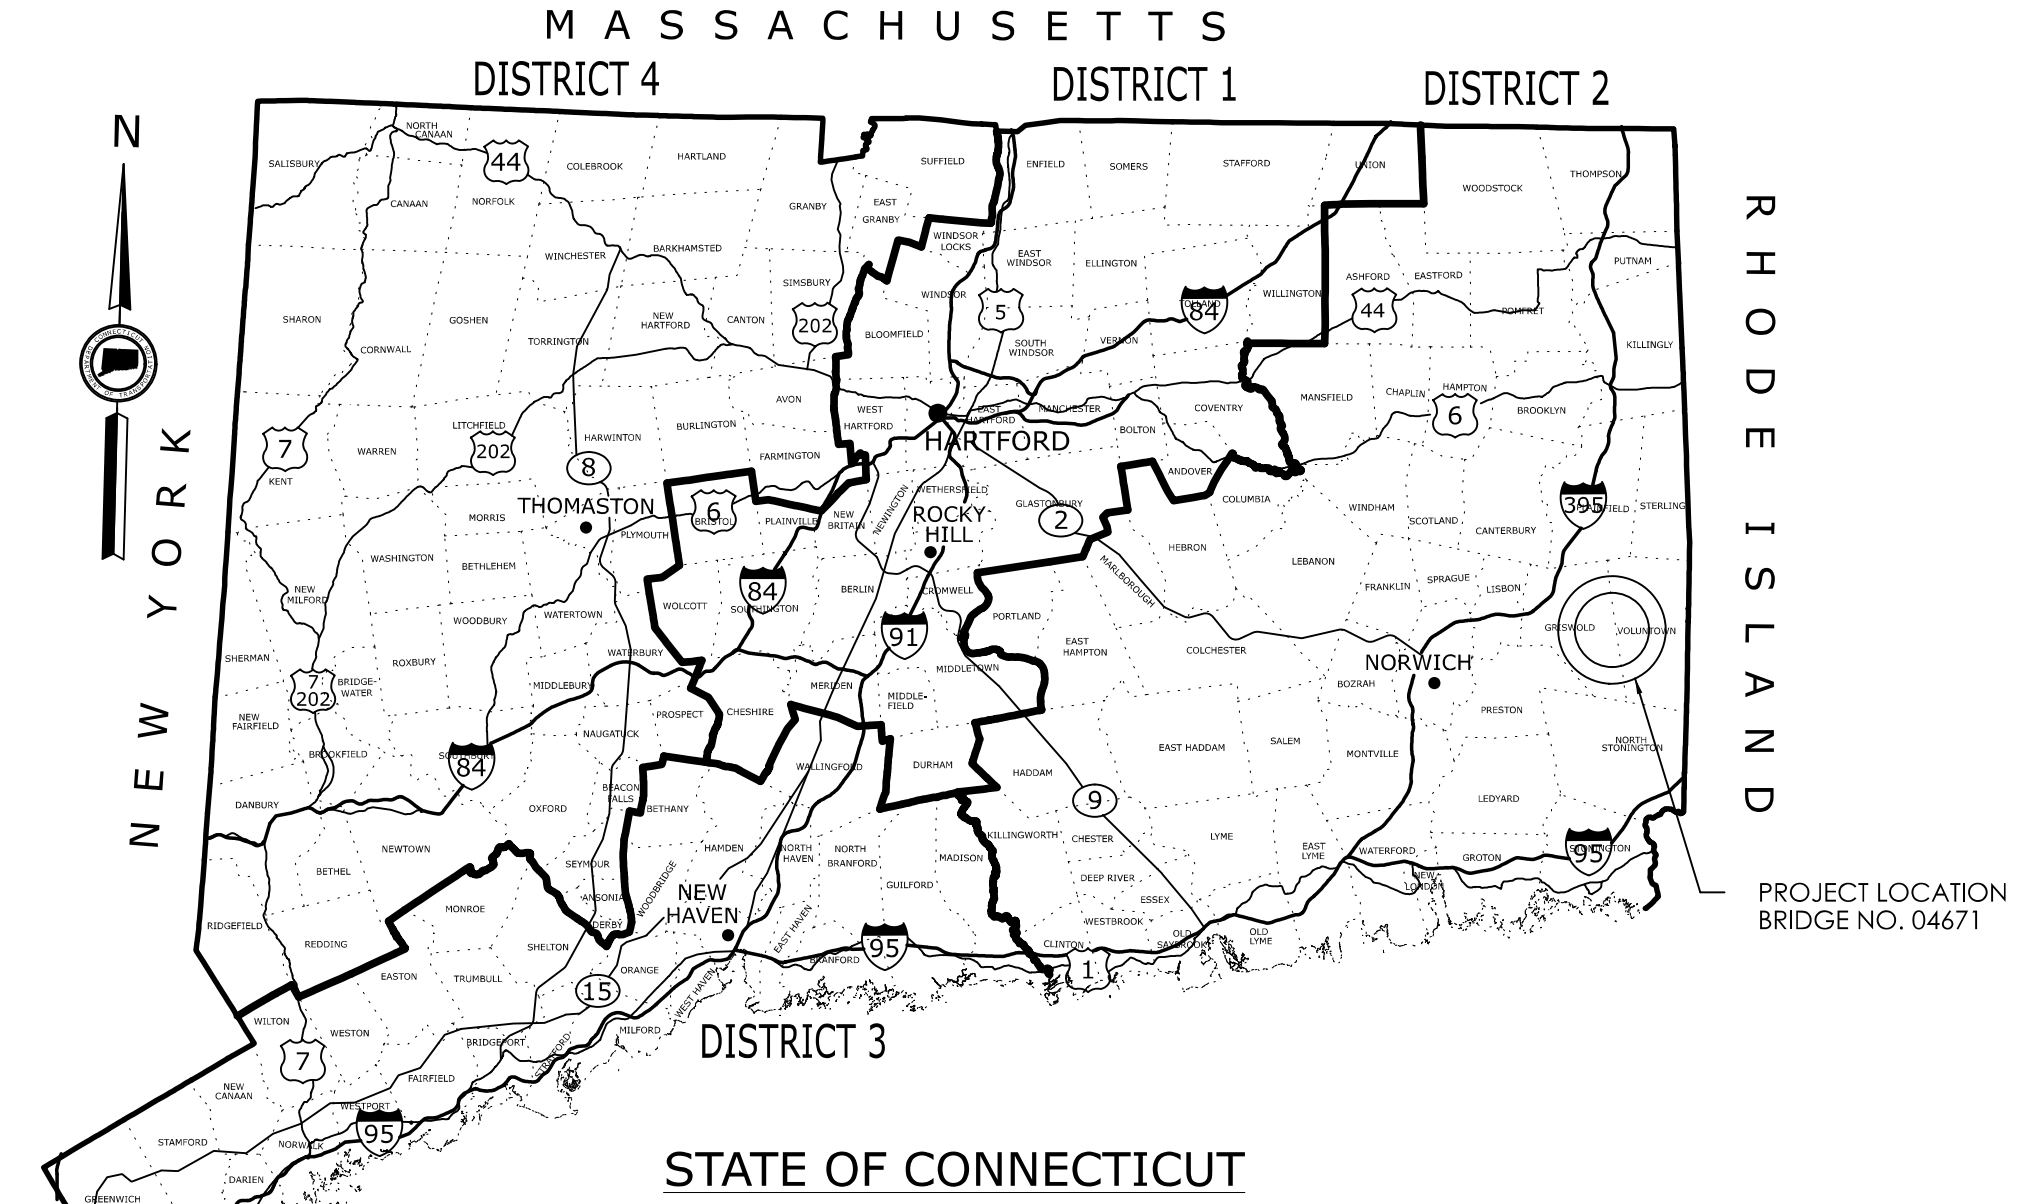 MASSACHUSETTS
DISTRICT 4
DISTRICT 1
DISTRICT 2
N
NORTH
CANAAN
SALISBURY
44
COLEBROOK
HARTLAND
SUFFIELD
ENFIELD
SOMERS
STAFFORD
UNION
WOODSTOCK
THOMPSON
CANAAN
NORFOLK
GRANBY
EAST
GRANBY
WINDSOR
LOCKS
BARKHAMSTED
WINCHESTER
EAST
WINDSOR
ELLINGTON
PUTNAM
ASHFORD
EASTFORD
SIMSBURY
WINDSOR
WILLINGTON
TOLLAND
84
44
POMFRET
5
202
SHARON
GOSHEN
NEW
HARTFORD
CANTON
BLOOMFIELD
TORRINGTON
CORNWALL
SOUTH
WINDSOR
VERNON
KILLINGLY
AVON
WEST
HARTFORD
EAST
HARTFORD
MANCHESTER
COVENTRY
MANSFIELD
CHAPLIN
HAMPTON
6
BROOKLYN
LITCHFIELD
202
BURLINGTON
HARWINTON
BOLTON
HARTFORD
7
WARREN
FARMINGTON
8
KENT
ANDOVER
THOMASTON
MORRIS
6
BRISTOL
PLAINVILLE
NEW
BRITAIN
NEWINGTON
WETHERSFIELD
ROCKY
HILL
GLASTONBURY
2
COLUMBIA
WINDHAM
SCOTLAND
CANTERBURY
395
PLAINFIELD
STERLING
PLYMOUTH
WASHINGTON
BETHLEHEM
HEBRON
LEBANON
MARLBOROUGH
FRANKLIN
SPRAGUE
LISBON
NEW
MILFORD
84
SOUTHINGTON
WOLCOTT
BERLIN
CROMWELL
PORTLAND
91
WOODBURY
WATERTOWN
GRISWOLD
VOLUNTOWN
EAST
HAMPTON
COLCHESTER
NORWICH
SHERMAN
ROXBURY
WATERBURY
MIDDLETOWN
7
202
BRIDGE-
WATER
MIDDLEBURY
MERIDEN
MIDDLE-
FIELD
BOZRAH
NEW
FAIRFIELD
PROSPECT
CHESHIRE
PRESTON
NAUGATUCK
BROOKFIELD
SOUTHBURY
84
WALLINGFORD
DURHAM
HADDAM
EAST HADDAM
SALEM
MONTVILLE
NORTH
STONINGTON
DANBURY
OXFORD
BEACON
FALLS
BETHANY
9
LEDYARD
NEWTOWN
BETHEL
SEYMOUR
HAMDEN
NORTH
HAVEN
NORTH
BRANFORD
MADISON
KILLINGWORTH
CHESTER
LYME
EAST
LYME
WATERFORD
GROTON
95
STONINGTON
NEW
LONDON
DEEP RIVER
ESSEX
WESTBROOK
GUILFORD
WOODBRIDGE
NEW
HAVEN
ANSONIA
DERBY
MONROE
RIDGEFIELD
REDDING
SHELTON
EAST HAVEN
95
BRANFORD
CLINTON
OLD
SAYBROOK
OLD
LYME
1
EASTON
TRUMBULL
ORANGE
15
WEST HAVEN
WILTON
WESTON
MILFORD
DISTRICT 3
7
BRIDGEPORT
STRATFORD
FAIRFIELD
NEW
CANAAN
WESTPORT
95
STAMFORD
NORWALK
DARIEN
GREENWICH
NEW YORK
RHODE ISLAND
CONNECTICUT
DEPARTMENT OF TRANSPORTATION
PROJECT LOCATION
BRIDGE NO. 04671
STATE OF CONNECTICUT